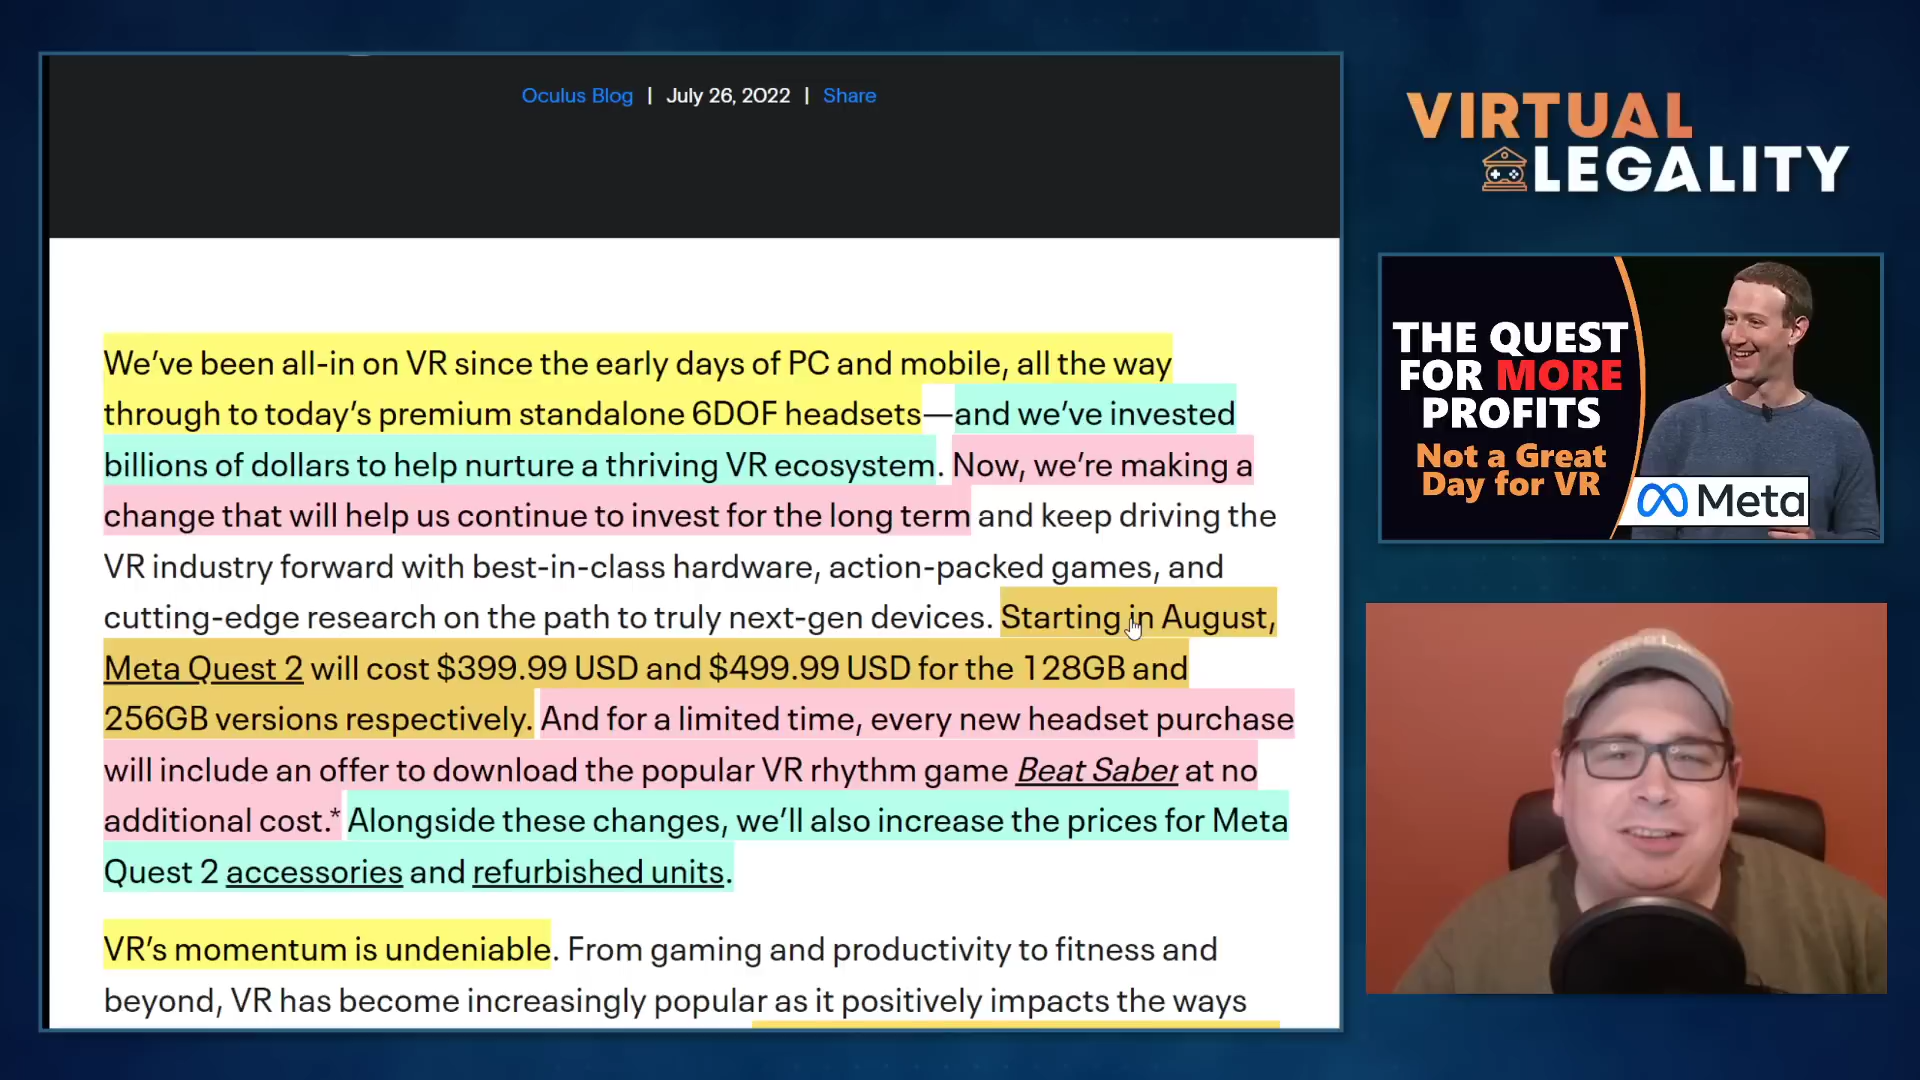 Oculus Blog | July 26, 2022 | Share
We’ve been all-in on VR since the early days of PC and mobile, all the way
through to today’s premium standalone 6DOF headsets—and we’ve invested
billions of dollars to help nurture a thriving VR ecosystem. Now, we’re making a
change that will help us continue to invest for the long term and keep driving the
VR industry forward with best-in-class hardware, action-packed games, and
cutting-edge research on the path to truly next-gen devices. Starting in August,
Meta Quest 2 will cost $399.99 USD and $499.99 USD for the 128GB and
256GB versions respectively. And for a limited time, every new headset purchase
will include an offer to download the popular VR rhythm game Beat Saber at no
additional cost.* Alongside these changes, we’ll also increase the prices for Meta
Quest 2 accessories and refurbished units.
VR’s momentum is undeniable. From gaming and productivity to fitness and
beyond, VR has become increasingly popular as it positively impacts the ways
VIRTUAL
LEGALITY
THE QUEST
FOR MORE
PROFITS
Not a Great
Day for VR
Meta